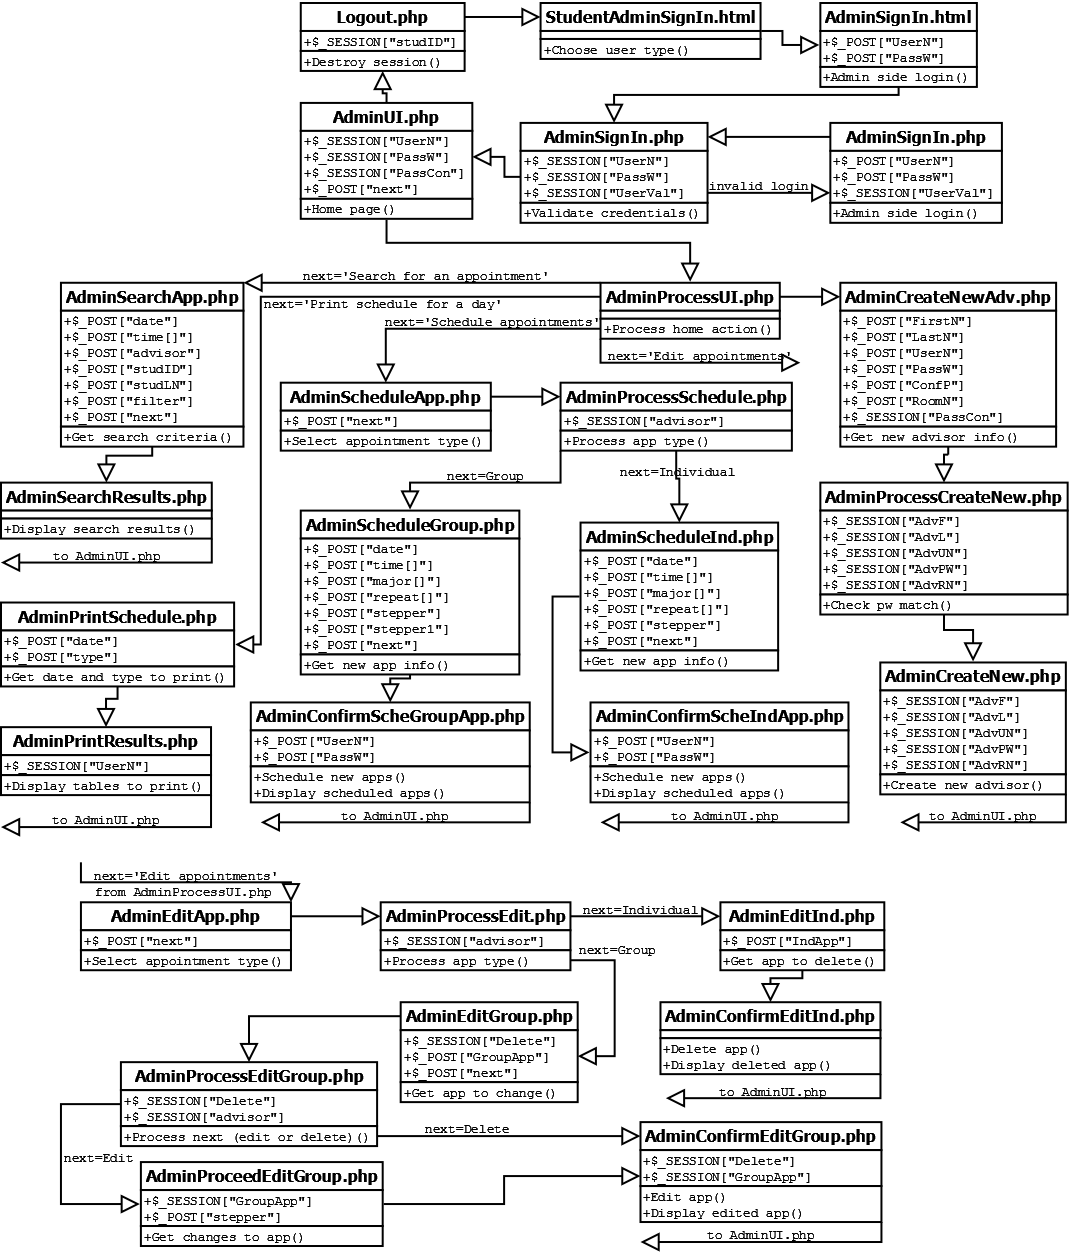 Logout.php
+$_SESSION["studID"]
+Destroy session()
StudentAdminSignIn.html
+Choose user type()
AdminSignIn.html
+$_POST["UserN"]
+$_POST["PassW"]
+Admin side login()
AdminUI.php
+$_SESSION["UserN"]
+$_SESSION["PassW"]
+$_SESSION["PassCon"]
+$_POST["next"]
+Home page()
AdminSignIn.php
+$_SESSION["UserN"]
+$_SESSION["PassW"]
+$_SESSION["UserVal"]
+Validate credentials()
invalid login
AdminSignIn.php
+$_POST["UserN"]
+$_POST["PassW"]
+$_SESSION["UserVal"]
+Admin side login()
next='Search for an appointment'
next='Print schedule for a day'
next='Schedule appointments'
AdminProcessUI.php
+Process home action()
next='Edit appointments'
AdminSearchApp.php
+$_POST["date"]
+$_POST["time[]"]
+$_POST["advisor"]
+$_POST["studID"]
+$_POST["studLN"]
+$_POST["filter"]
+$_POST["next"]
+Get search criteria()
AdminCreateNewAdv.php
+$_POST["FirstN"]
+$_POST["LastN"]
+$_POST["UserN"]
+$_POST["PassW"]
+$_POST["ConfP"]
+$_POST["RoomN"]
+$_SESSION["PassCon"]
+Get new advisor info()
AdminScheduleApp.php
+$_POST["next"]
+Select appointment type()
AdminProcessSchedule.php
+$_SESSION["advisor"]
+Process app type()
next=Group
next=Individual
AdminSearchResults.php
+Display search results()
to AdminUI.php
AdminScheduleGroup.php
+$_POST["date"]
+$_POST["time[]"]
+$_POST["major[]"]
+$_POST["repeat[]"]
+$_POST["stepper"]
+$_POST["stepper1"]
+$_POST["next"]
+Get new app info()
AdminScheduleInd.php
+$_POST["date"]
+$_POST["time[]"]
+$_POST["major[]"]
+$_POST["repeat[]"]
+$_POST["stepper"]
+$_POST["next"]
+Get new app info()
AdminProcessCreateNew.php
+$_SESSION["AdvF"]
+$_SESSION["AdvL"]
+$_SESSION["AdvUN"]
+$_SESSION["AdvPW"]
+$_SESSION["AdvRN"]
+Check pw match()
AdminPrintSchedule.php
+$_POST["date"]
+$_POST["type"]
+Get date and type to print()
AdminPrintResults.php
+$_SESSION["UserN"]
+Display tables to print()
to AdminUI.php
AdminConfirmScheGroupApp.php
+$_POST["UserN"]
+$_POST["PassW"]
+Schedule new apps()
+Display scheduled apps()
to AdminUI.php
AdminConfirmScheIndApp.php
+$_POST["UserN"]
+$_POST["PassW"]
+Schedule new apps()
+Display scheduled apps()
to AdminUI.php
AdminCreateNew.php
+$_SESSION["AdvF"]
+$_SESSION["AdvL"]
+$_SESSION["AdvUN"]
+$_SESSION["AdvPW"]
+$_SESSION["AdvRN"]
+Create new advisor()
to AdminUI.php
next='Edit appointments'
from AdminProcessUI.php
AdminEditApp.php
+$_POST["next"]
+Select appointment type()
AdminProcessEdit.php
+$_SESSION["advisor"]
+Process app type()
next=Individual
next=Group
AdminEditInd.php
+$_POST["IndApp"]
+Get app to delete()
AdminEditGroup.php
+$_SESSION["Delete"]
+$_POST["GroupApp"]
+$_POST["next"]
+Get app to change()
AdminConfirmEditInd.php
+Delete app()
+Display deleted app()
to AdminUI.php
AdminProcessEditGroup.php
+$_SESSION["Delete"]
+$_SESSION["advisor"]
+Process next (edit or delete)()
next=Delete
next=Edit
AdminConfirmEditGroup.php
+$_SESSION["Delete"]
+$_SESSION["GroupApp"]
+Edit app()
+Display edited app()
to AdminUI.php
AdminProceedEditGroup.php
+$_SESSION["GroupApp"]
+$_POST["stepper"]
+Get changes to app()